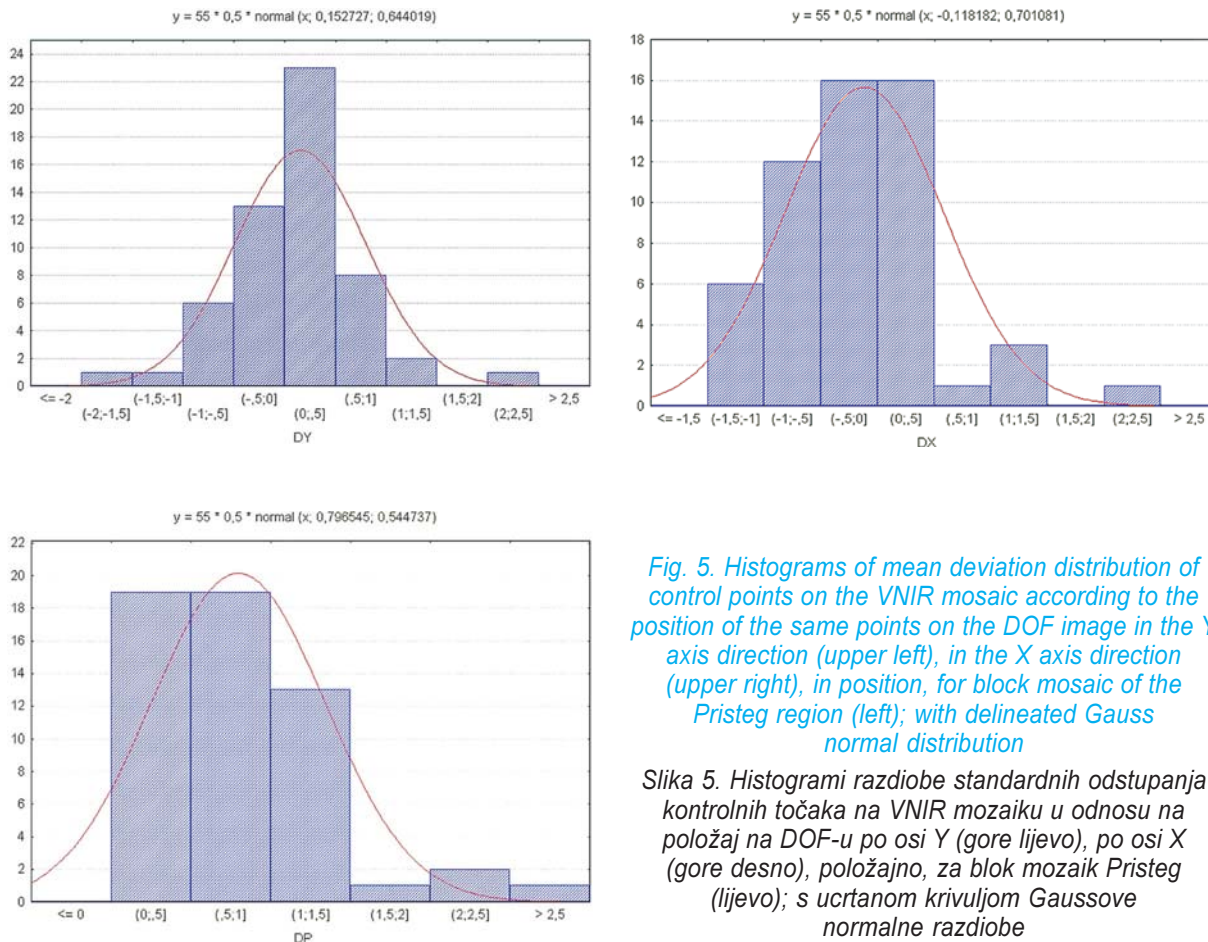 y = 55 * 0,5 * normal (x; 0,152727; 0,644019)
24
22
20
18
16
14
12
10
8
6
4
2
0
<= -2 (-2;-1,5] (-1,5;-1] (-1;-,5] (-,5;0] (0;,5] (,5;1] (1;1,5] (1,5;2] (2;2,5] > 2,5
DY
y = 55 * 0,5 * normal (x; -0,118182; 0,701081)
18
16
14
12
10
8
6
4
2
0
<= -1,5 (-1,5;-1] (-1;-,5] (-,5;0] (0;,5] (,5;1] (1;1,5] (1,5;2] (2;2,5] > 2,5
DX
y = 55 * 0,5 * normal (x; 0,796545; 0,544737)
22
20
18
16
14
12
10
8
6
4
2
0
<= 0 (0;,5] (,5;1] (1;1,5] (1,5;2] (2;2,5] > 2,5
DP
Fig. 5. Histograms of mean deviation distribution of
control points on the VNIR mosaic according to the
position of the same points on the DOF image in the Y
axis direction (upper left), in the X axis direction
(upper right), in position, for block mosaic of the
Pristeg region (left); with delineated Gauss
normal distribution
Slika 5. Histogrami razdiobe standardnih odstupanja
kontrolnih točaka na VNIR mozaiku u odnosu na
položaj na DOF-u po osi Y (gore lijevo), po osi X
(gore desno), položajno, za blok mozaik Pristeg
(lijevo); s ucrtanom krivuljom Gaussove
normalne razdiobe